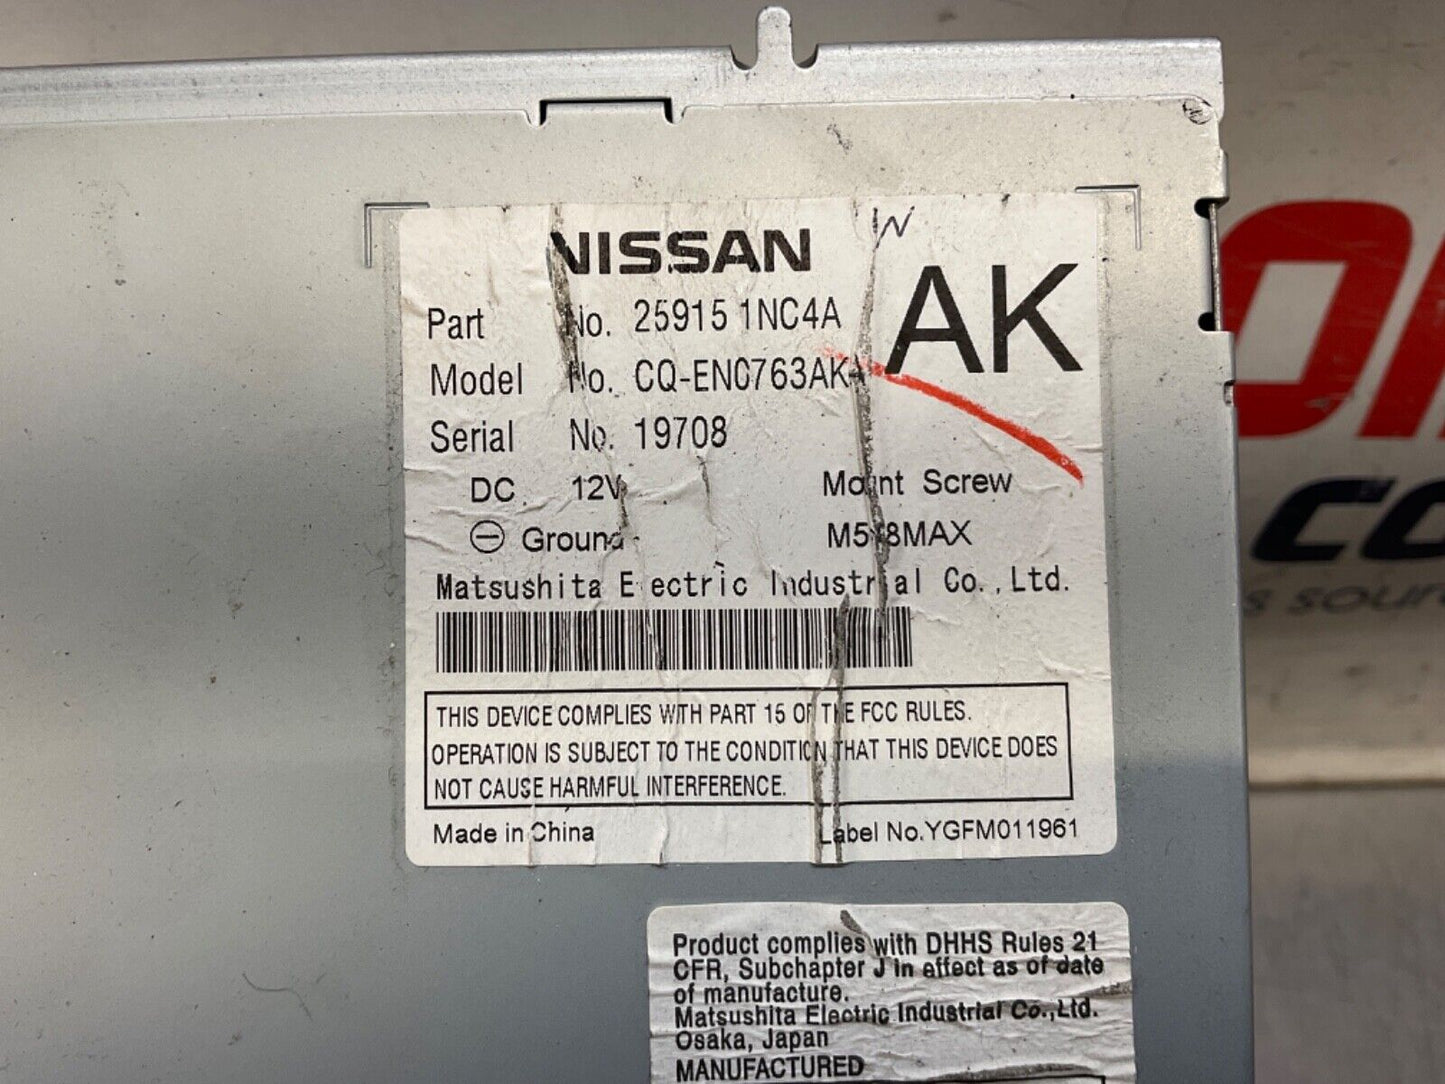 NISSAN
AK
Part No. 25915 1NC4A
Model No. CQ-EN0763AK
Serial No. 19708
DC 12V
Mount Screw
⊖ Ground
M5 8MAX
Matsushita Electric Industrial Co., Ltd.
THIS DEVICE COMPLIES WITH PART 15 OF THE FCC RULES.
OPERATION IS SUBJECT TO THE CONDITION THAT THIS DEVICE DOES
NOT CAUSE HARMFUL INTERFERENCE.
Made in China
Label No.YGFM011961
Product complies with DHHS Rules 21
CFR, Subchapter J in effect as of date
of manufacture.
Matsushita Electric Industrial Co.,Ltd.
Osaka, Japan
MANUFACTURED